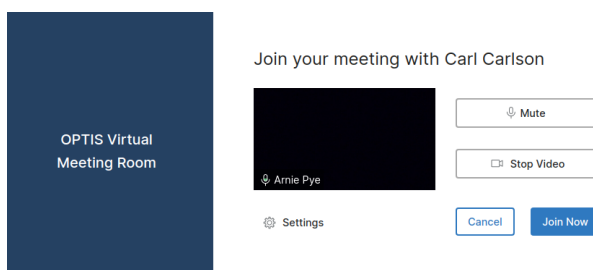 OPTIS Virtual
Meeting Room
Join your meeting with Carl Carlson
Arnie Pye
Mute
Stop Video
Settings
Cancel
Join Now